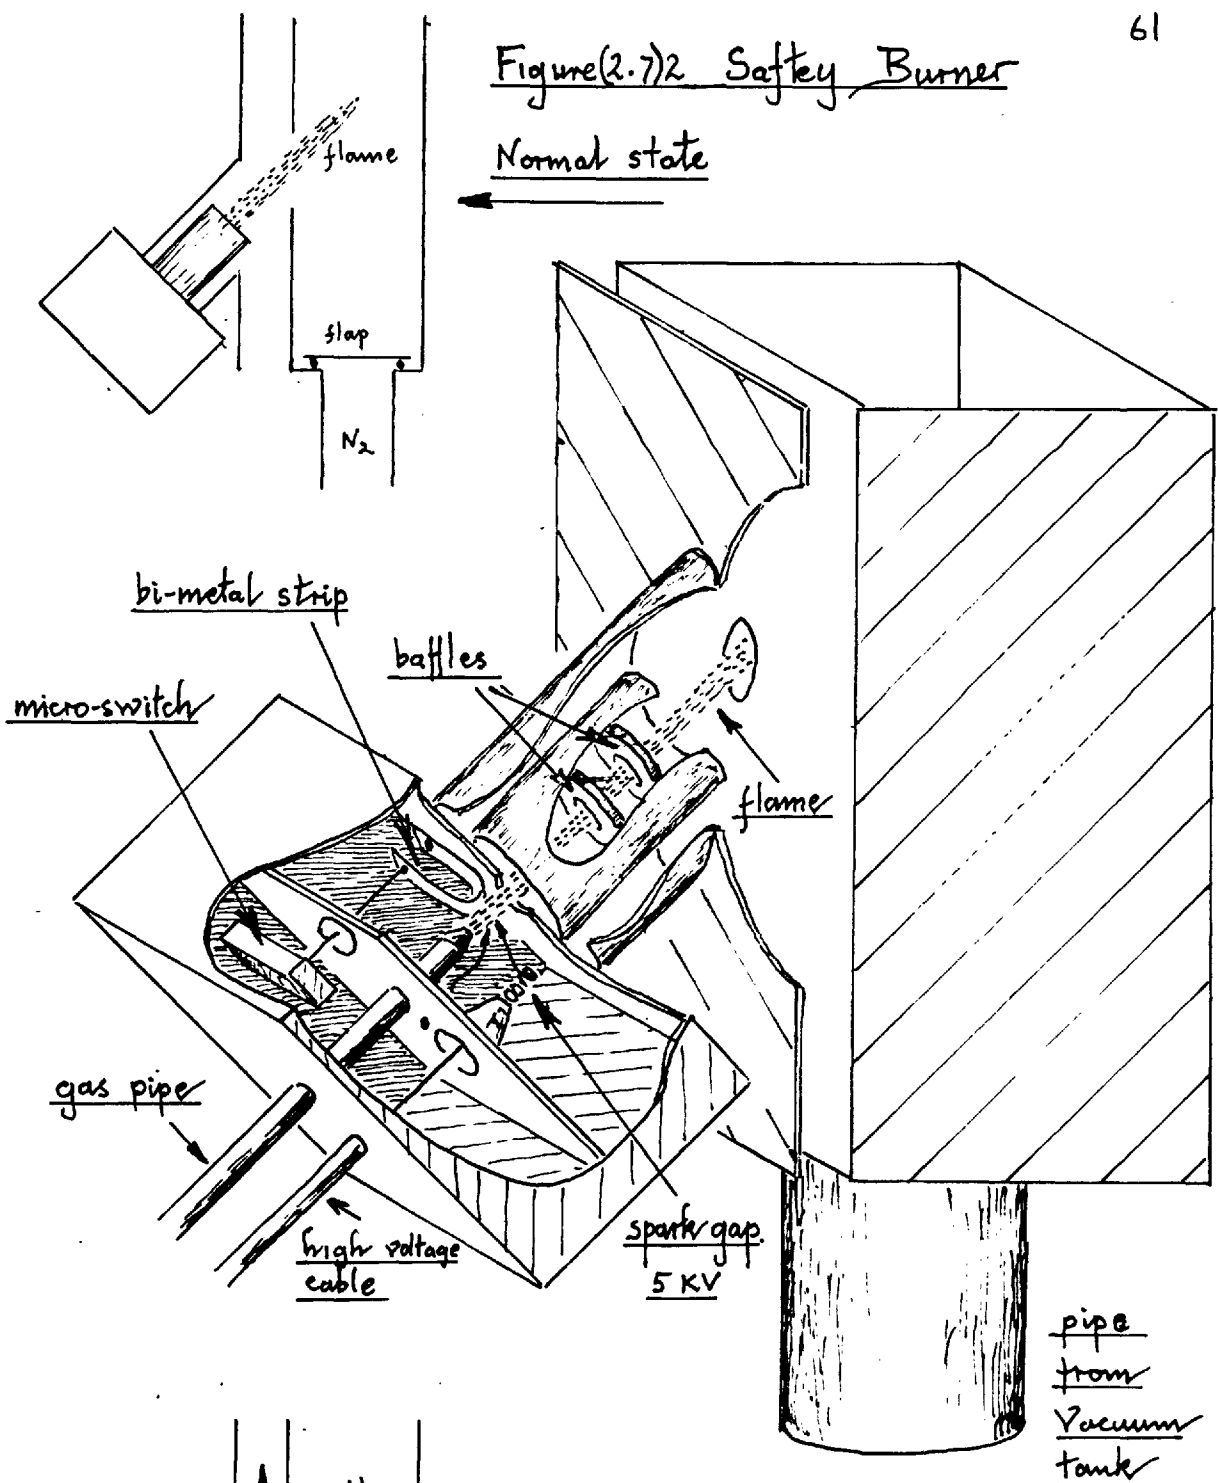 61
Figure(2.7)2 Saftey Burner
flame
Normal state
flap
N2
bi-metal strip
baffles
micro-switch
flame
gas pipe
high voltage
cable
spark gap.
5 KV
pipe
from
Vacuum
tank